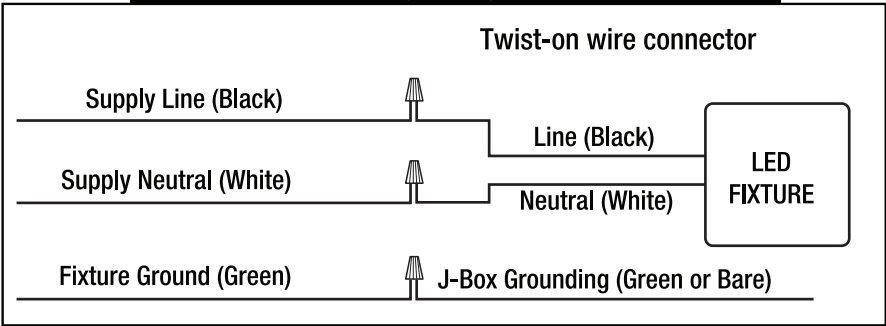 Twist-on wire connector
Supply Line (Black)
Line (Black)
LED
FIXTURE
Supply Neutral (White)
Neutral (White)
Fixture Ground (Green)
J-Box Grounding (Green or Bare)